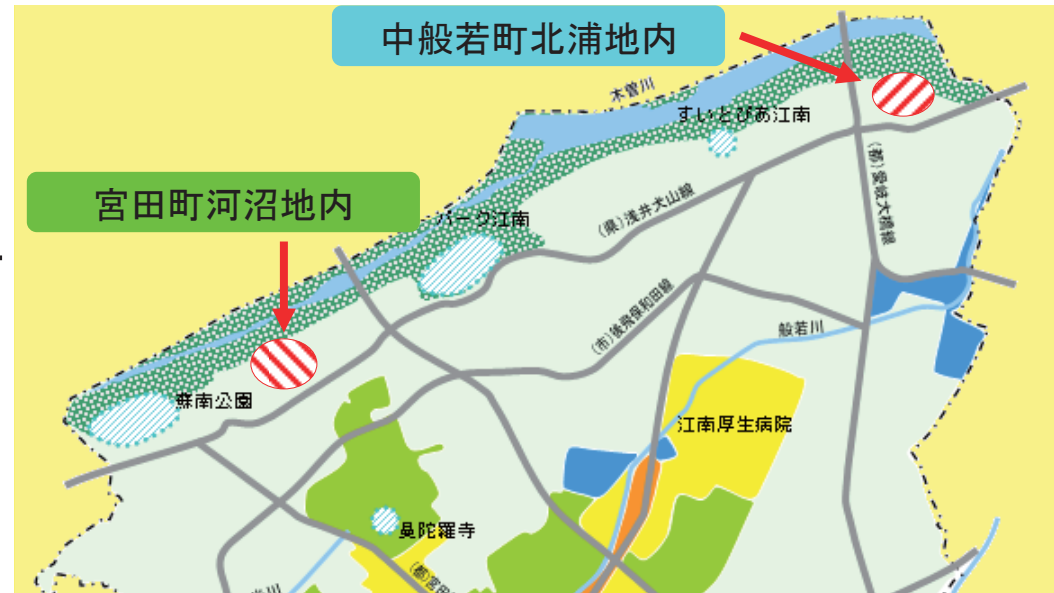 中般若町北浦地内
木曽川
すいとぴあ江南
宮田町河沼地内
パーク江南
(県)浅井犬山線
(都)愛岐大橋線
(市)後飛保和田線
般若川
蘇南公園
江南厚生病院
曼陀羅寺
(都)宮田